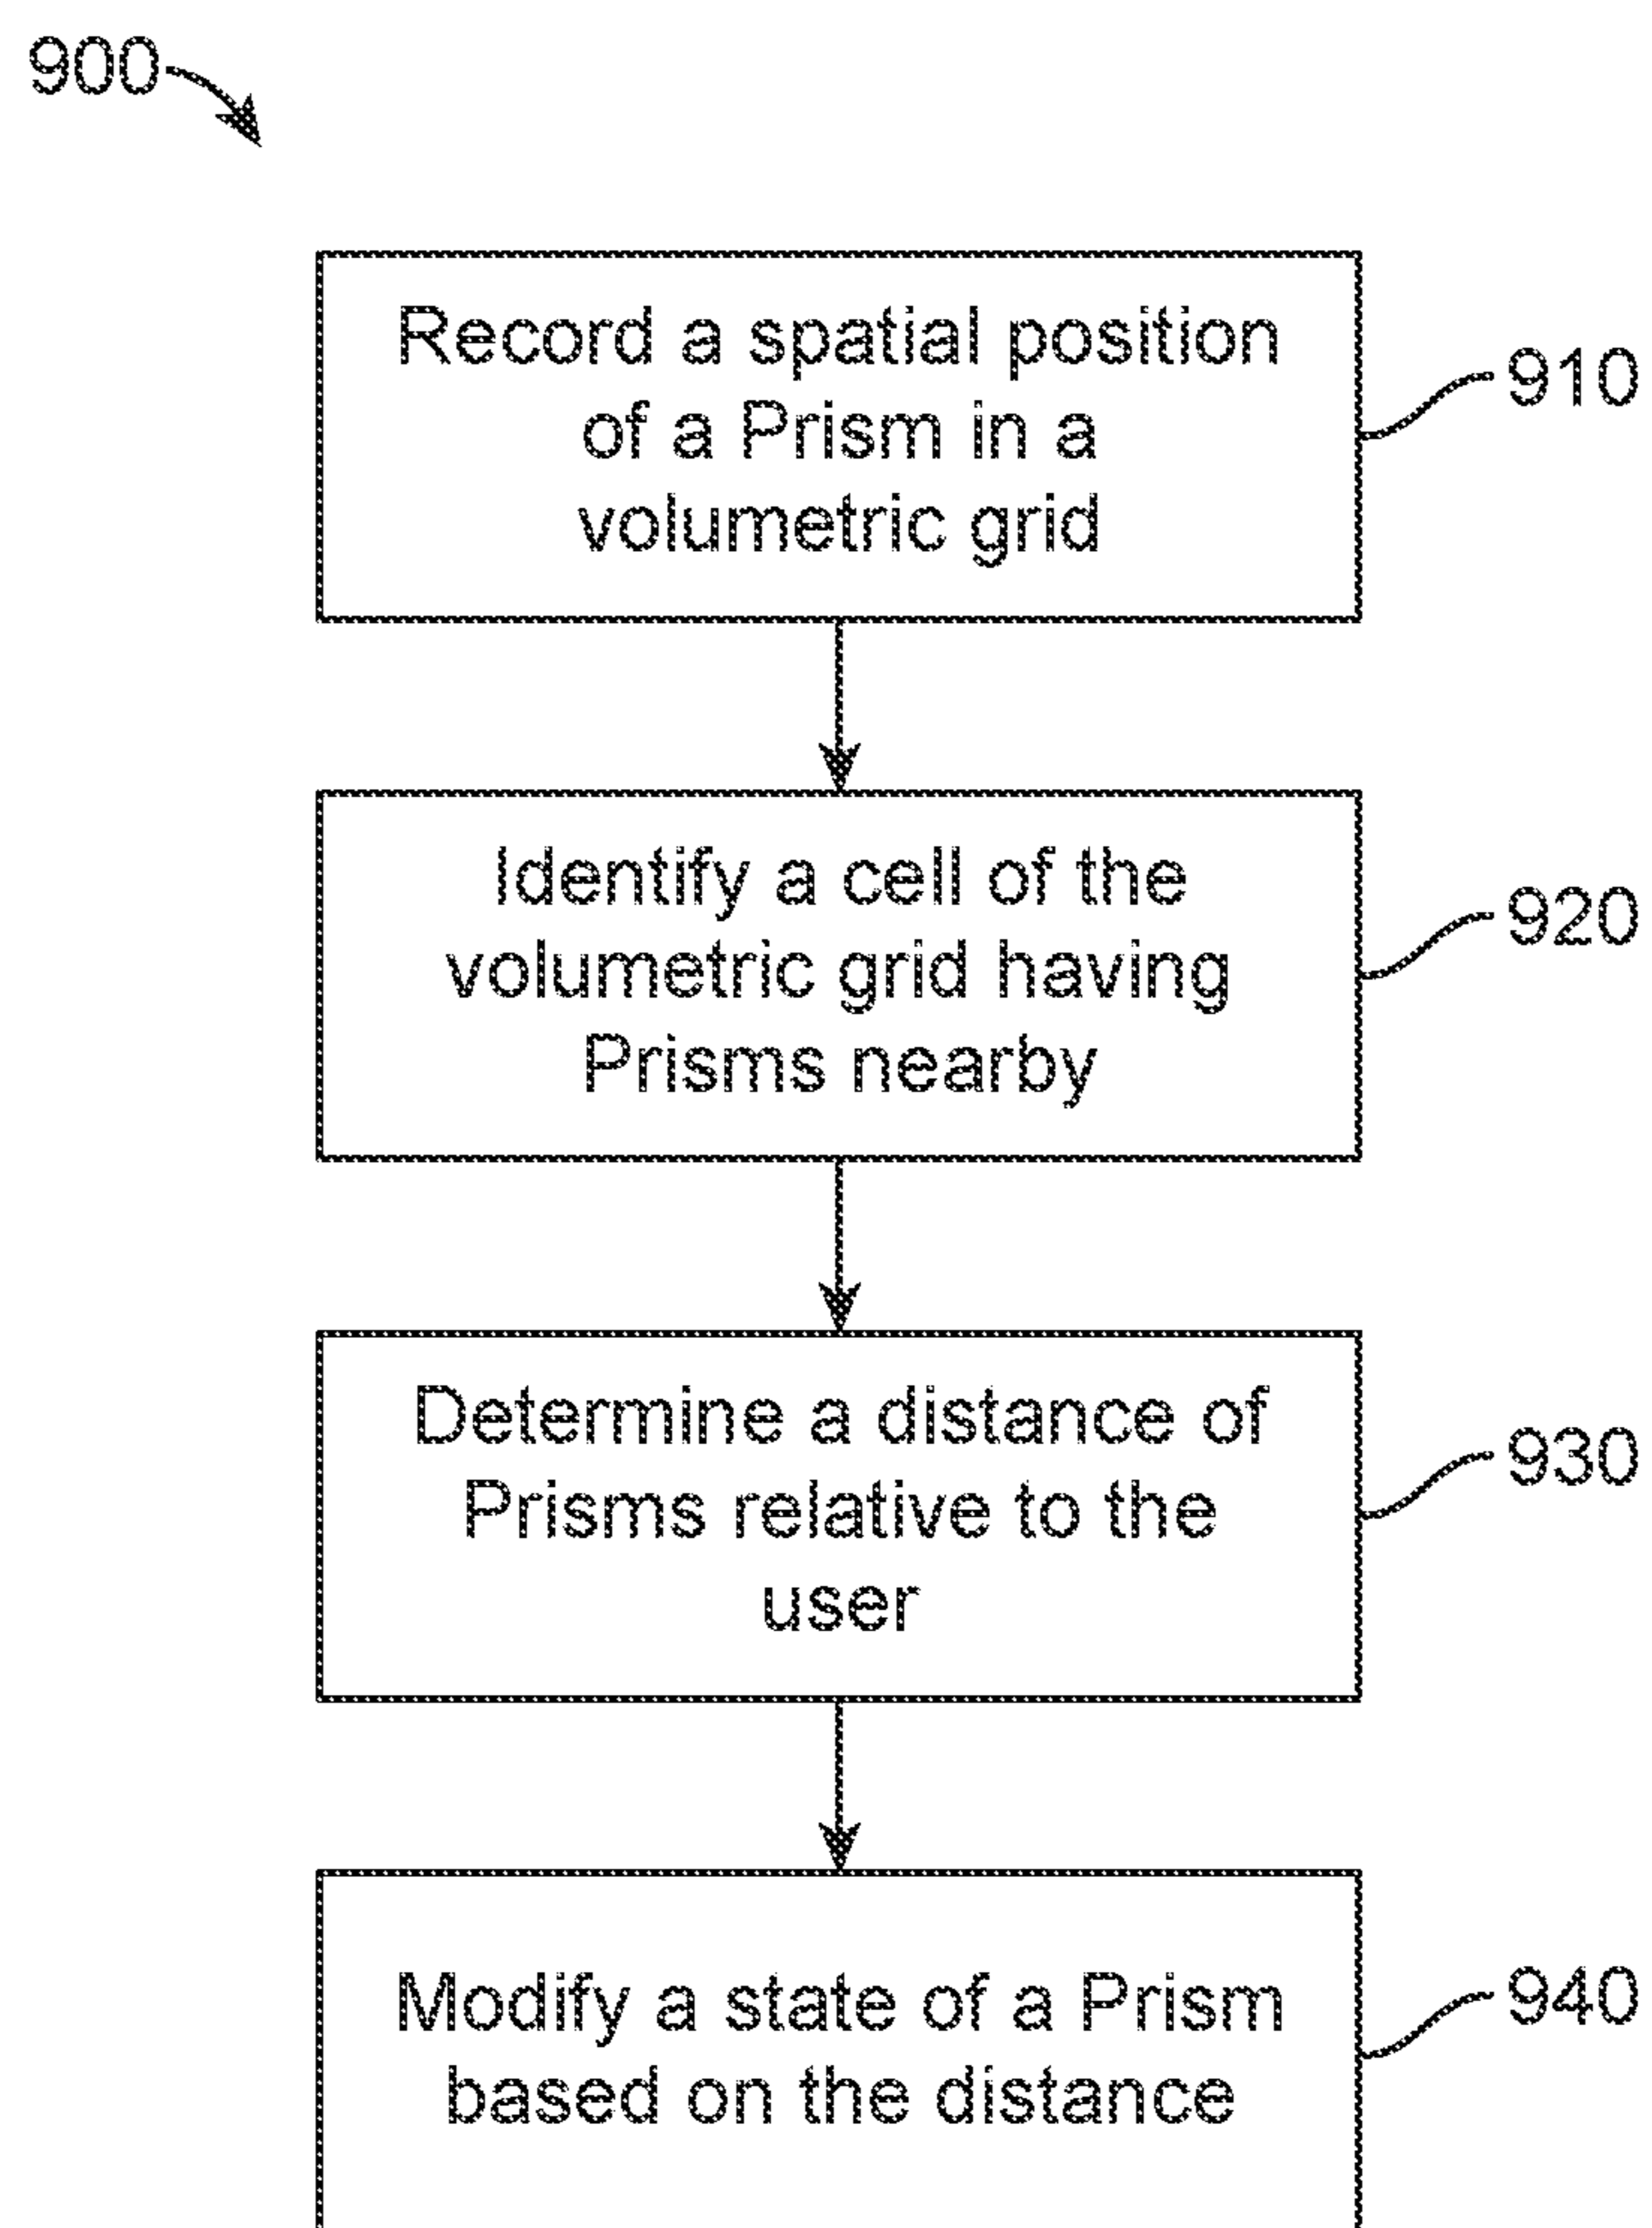 900
Record a spatial position
of a Prism in a
volumetric grid
910
Identify a cell of the
volumetric grid having
Prisms nearby
920
Determine a distance of
Prisms relative to the
user
930
Modify a state of a Prism
based on the distance
940